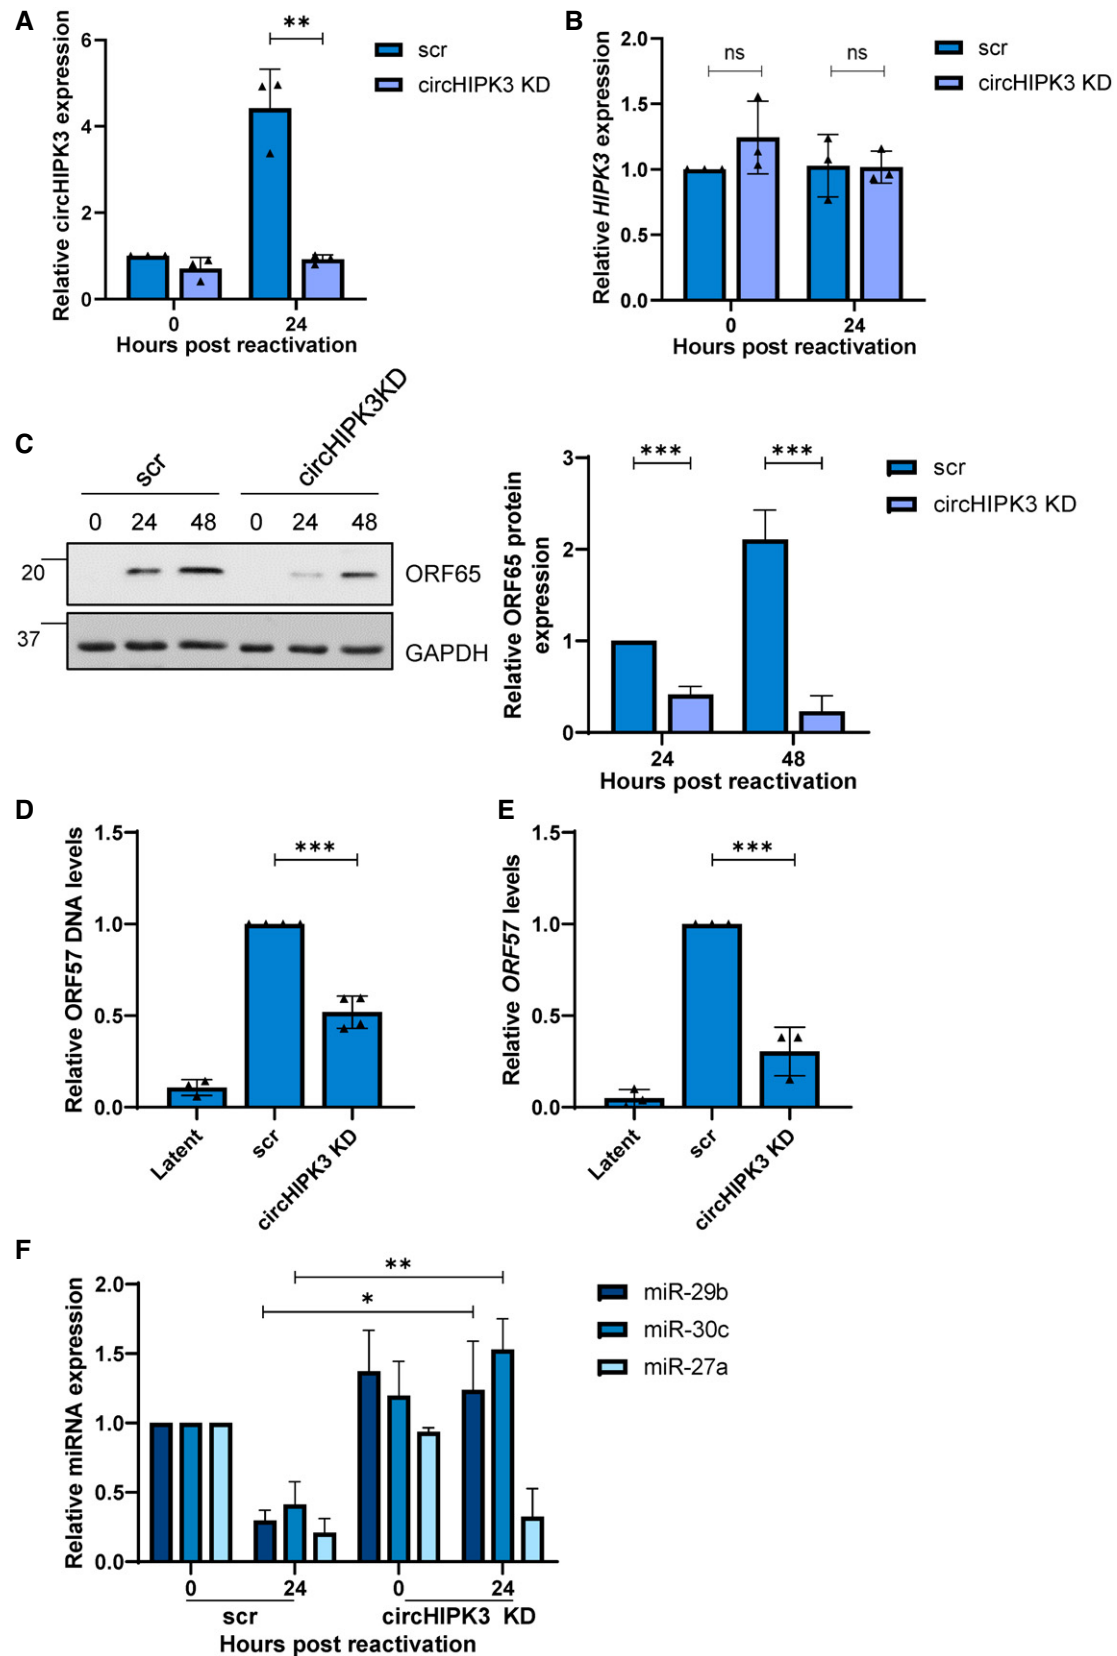 A
Relative circHIPK3 expression
6
4
2
0
**
scr
circHIPK3 KD
0
24
Hours post reactivation
B
Relative HIPK3 expression
2.0
1.5
1.0
0.5
0.0
ns
ns
scr
circHIPK3 KD
0
24
Hours post reactivation
C
scr
circHIPK3KD
0 24 48 0 24 48
20
ORF65
37
GAPDH
Relative ORF65 protein
expression
3
2
1
0
***
***
scr
circHIPK3 KD
24
48
Hours post reactivation
D
Relative ORF57 DNA levels
1.5
1.0
0.5
0.0
***
Latent
scr
circHIPK3 KD
E
Relative ORF57 levels
1.5
1.0
0.5
0.0
***
Latent
scr
circHIPK3 KD
F
Relative miRNA expression
2.0
1.5
1.0
0.5
0.0
**
*
miR-29b
miR-30c
miR-27a
0
24
0
24
scr
circHIPK3 KD
Hours post reactivation